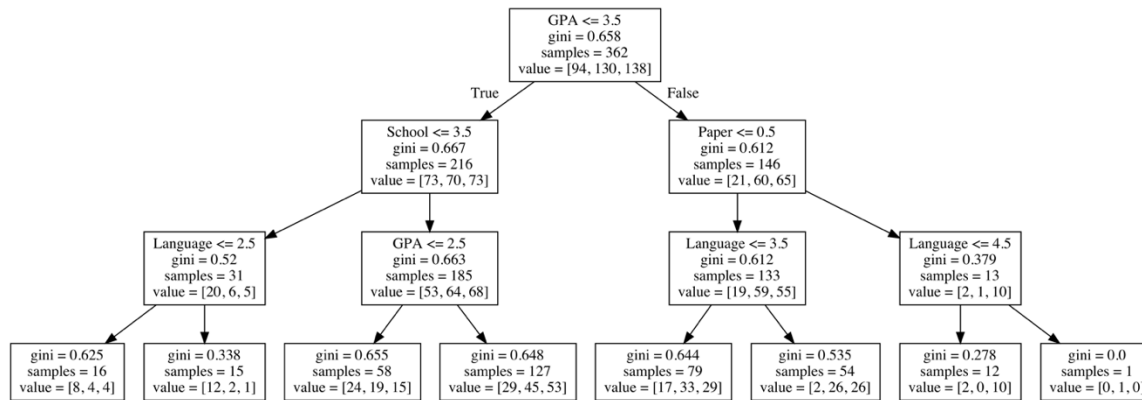 GPA <= 3.5
gini = 0.658
samples = 362
value = [94, 130, 138]
True
False
School <= 3.5
gini = 0.667
samples = 216
value = [73, 70, 73]
Paper <= 0.5
gini = 0.612
samples = 146
value = [21, 60, 65]
Language <= 2.5
gini = 0.52
samples = 31
value = [20, 6, 5]
GPA <= 2.5
gini = 0.663
samples = 185
value = [53, 64, 68]
Language <= 3.5
gini = 0.612
samples = 133
value = [19, 59, 55]
Language <= 4.5
gini = 0.379
samples = 13
value = [2, 1, 10]
gini = 0.625
samples = 16
value = [8, 4, 4]
gini = 0.338
samples = 15
value = [12, 2, 1]
gini = 0.655
samples = 58
value = [24, 19, 15]
gini = 0.648
samples = 127
value = [29, 45, 53]
gini = 0.644
samples = 79
value = [17, 33, 29]
gini = 0.535
samples = 54
value = [2, 26, 26]
gini = 0.278
samples = 12
value = [2, 0, 10]
gini = 0.0
samples = 1
value = [0, 1, 0]